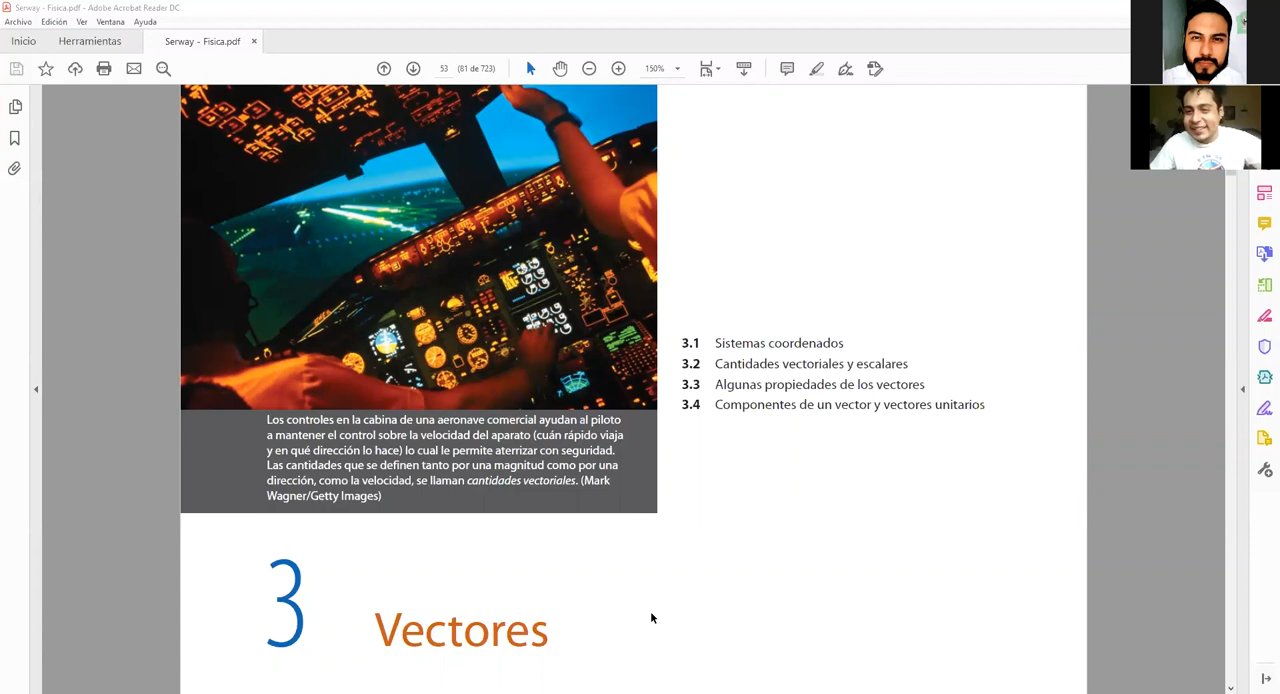 Serway - Fisica.pdf - Adobe Acrobat Reader DC
Archivo Edición Ver Ventana Ayuda
Inicio Herramientas Serway - Fisica.pdf ×
53 (81 de 723) 150%
3.1 Sistemas coordenados
3.2 Cantidades vectoriales y escalares
3.3 Algunas propiedades de los vectores
3.4 Componentes de un vector y vectores unitarios
Los controles en la cabina de una aeronave comercial ayudan al piloto
a mantener el control sobre la velocidad del aparato (cuán rápido viaja
y en qué dirección lo hace) lo cual le permite aterrizar con seguridad.
Las cantidades que se definen tanto por una magnitud como por una
dirección, como la velocidad, se llaman cantidades vectoriales. (Mark
Wagner/Getty Images)
3 Vectores